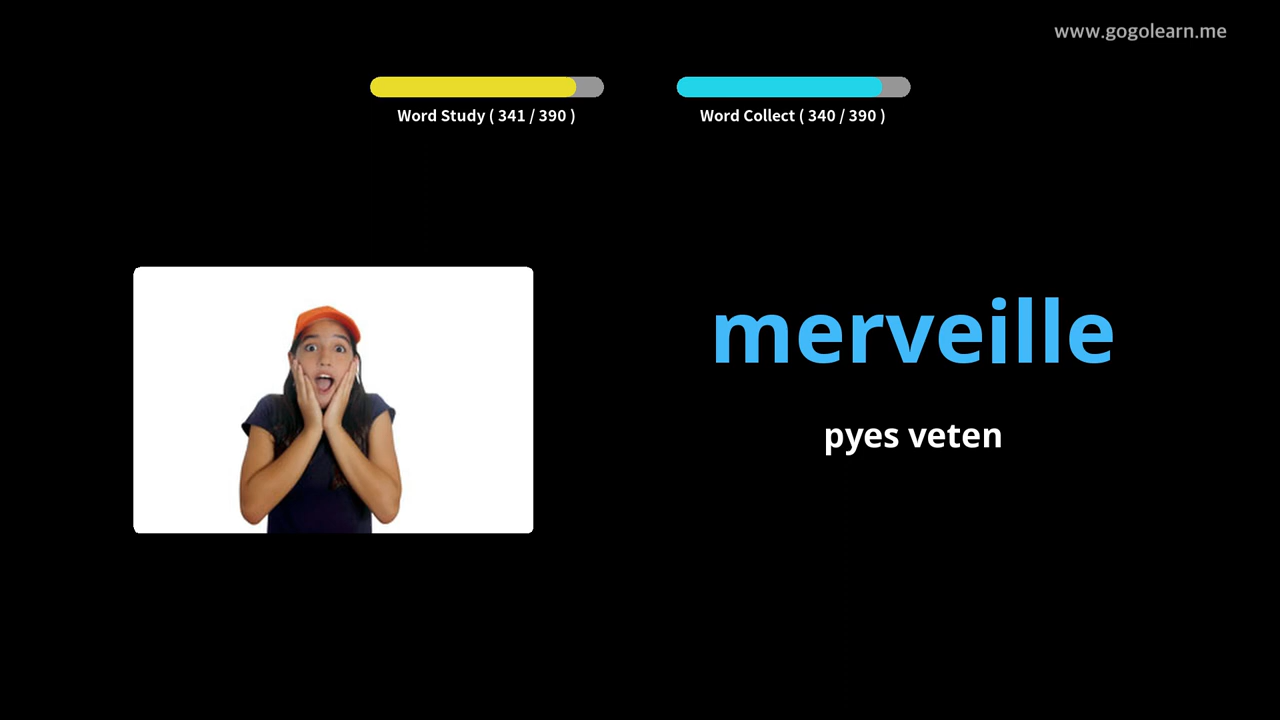 www.gogolearn.me
Word Study ( 341 / 390 )
Word Collect ( 340 / 390 )
merveille
pyes veten